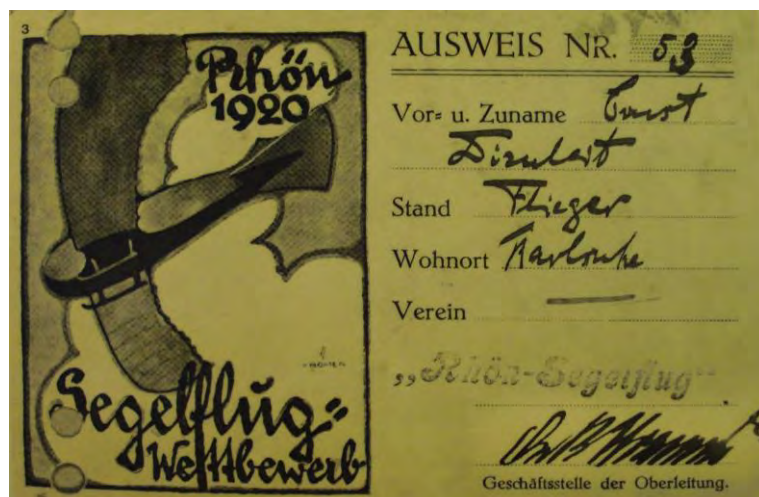 3
Rhön
1920
Segelflug=
Wettbewerb
AUSWEIS NR. 53
Vor= u. Zuname Ernst
Stand Flieger
Wohnort Karlsruhe
Verein
„Rhön-Segelflug"
Geschäftsstelle der Oberleitung.